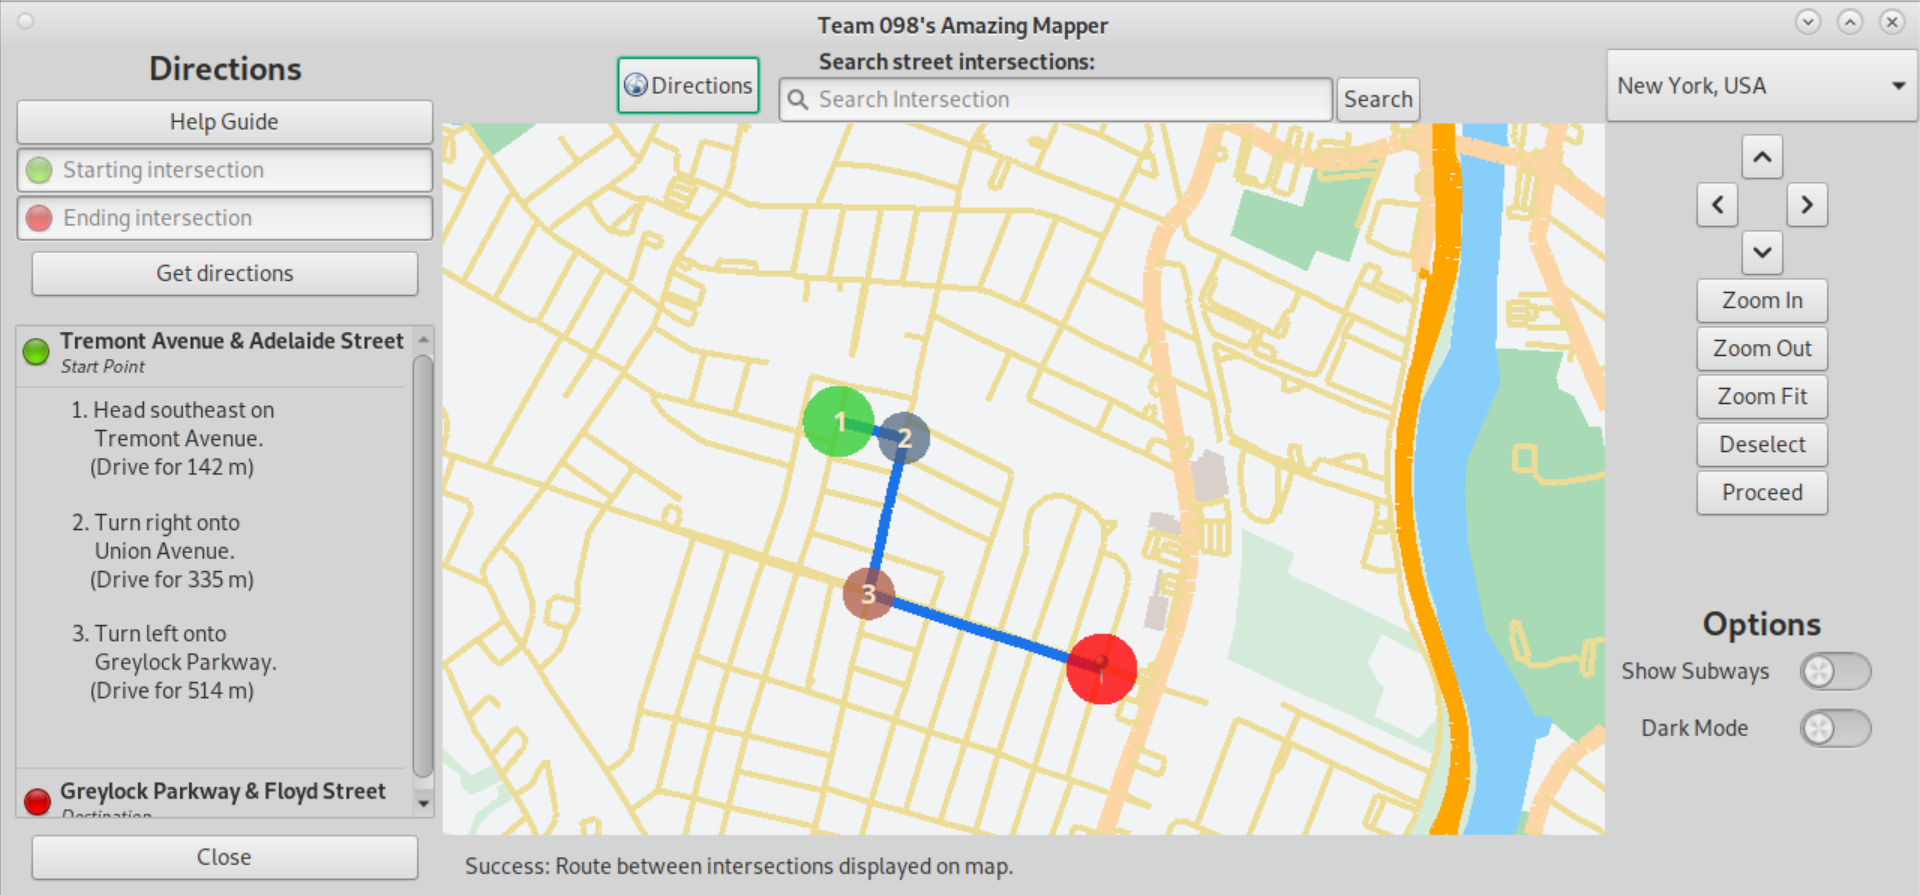 Team 098's Amazing Mapper
Directions
Help Guide
Starting intersection
Ending intersection
Get directions
Tremont Avenue & Adelaide Street
Start Point
1. Head southeast on
Tremont Avenue.
(Drive for 142 m)
2. Turn right onto
Union Avenue.
(Drive for 335 m)
3. Turn left onto
Greylock Parkway.
(Drive for 514 m)
Greylock Parkway & Floyd Street
Destination
Close
Directions
Search street intersections:
Search Intersection
Search
1
2
3
Success: Route between intersections displayed on map.
New York, USA
Zoom In
Zoom Out
Zoom Fit
Deselect
Proceed
Options
Show Subways
Dark Mode